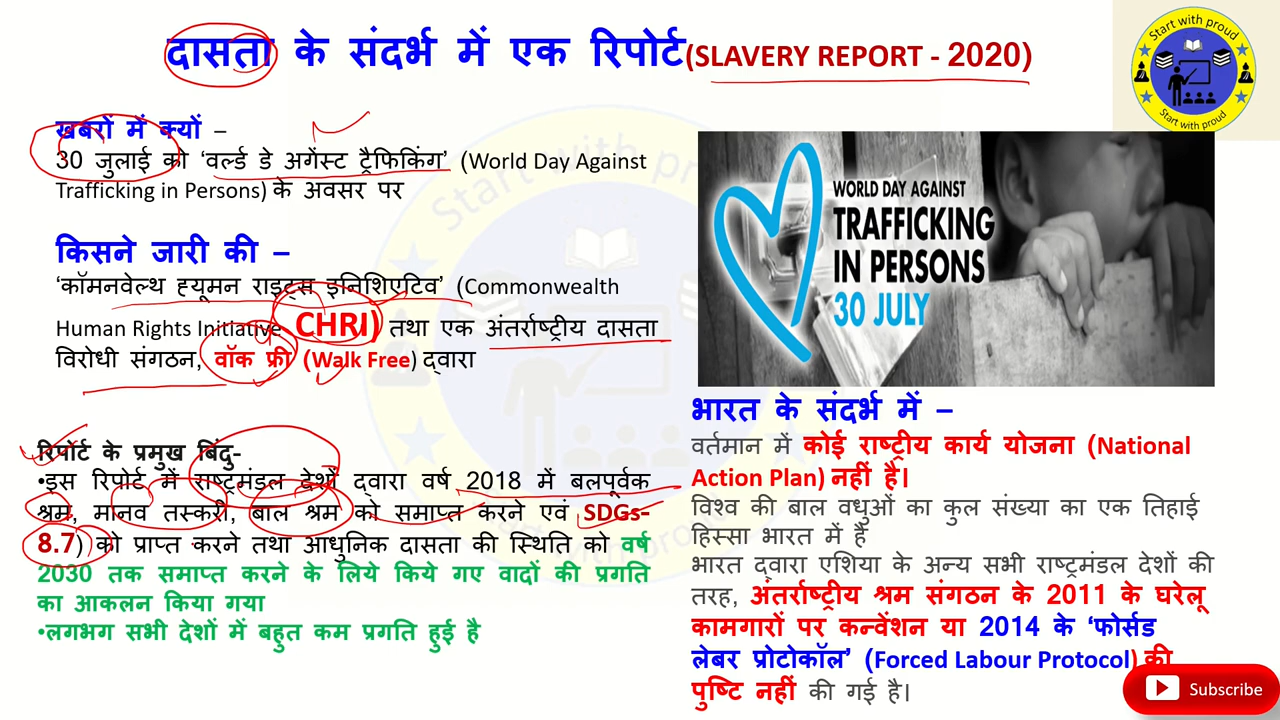 दासता के संदर्भ में एक रिपोर्ट(SLAVERY REPORT - 2020)
Start with proud
Start with proud
खबरों में क्यों –
30 जुलाई को ‘वर्ल्ड डे अगेंस्ट ट्रैफिकिंग’ (World Day Against
Trafficking in Persons) के अवसर पर
किसने जारी की –
‘कॉमनवेल्थ ह्यूमन राइट्स इनिशिएटिव’ (Commonwealth
Human Rights Initiative CHRI) तथा एक अंतर्राष्ट्रीय दासता
विरोधी संगठन, वॉक फ्री (Walk Free) द्वारा
रिपोर्ट के प्रमुख बिंदु-
•इस रिपोर्ट में राष्ट्रमंडल देशों द्वारा वर्ष 2018 में बलपूर्वक
श्रम, मानव तस्करी, बाल श्रम को समाप्त करने एवं SDGs-
8.7) को प्राप्त करने तथा आधुनिक दासता की स्थिति को वर्ष
2030 तक समाप्त करने के लिये किये गए वादों की प्रगति
का आकलन किया गया
•लगभग सभी देशों में बहुत कम प्रगति हुई है
WORLD DAY AGAINST
TRAFFICKING
IN PERSONS
30 JULY
भारत के संदर्भ में –
वर्तमान में कोई राष्ट्रीय कार्य योजना (National
Action Plan) नहीं है।
विश्व की बाल वधुओं का कुल संख्या का एक तिहाई
हिस्सा भारत में है
भारत द्वारा एशिया के अन्य सभी राष्ट्रमंडल देशों की
तरह, अंतर्राष्ट्रीय श्रम संगठन के 2011 के घरेलू
कामगारों पर कन्वेंशन या 2014 के ‘फोर्सड
लेबर प्रोटोकॉल’ (Forced Labour Protocol) की
पुष्टि नहीं की गई है।
Subscribe
Start with proud